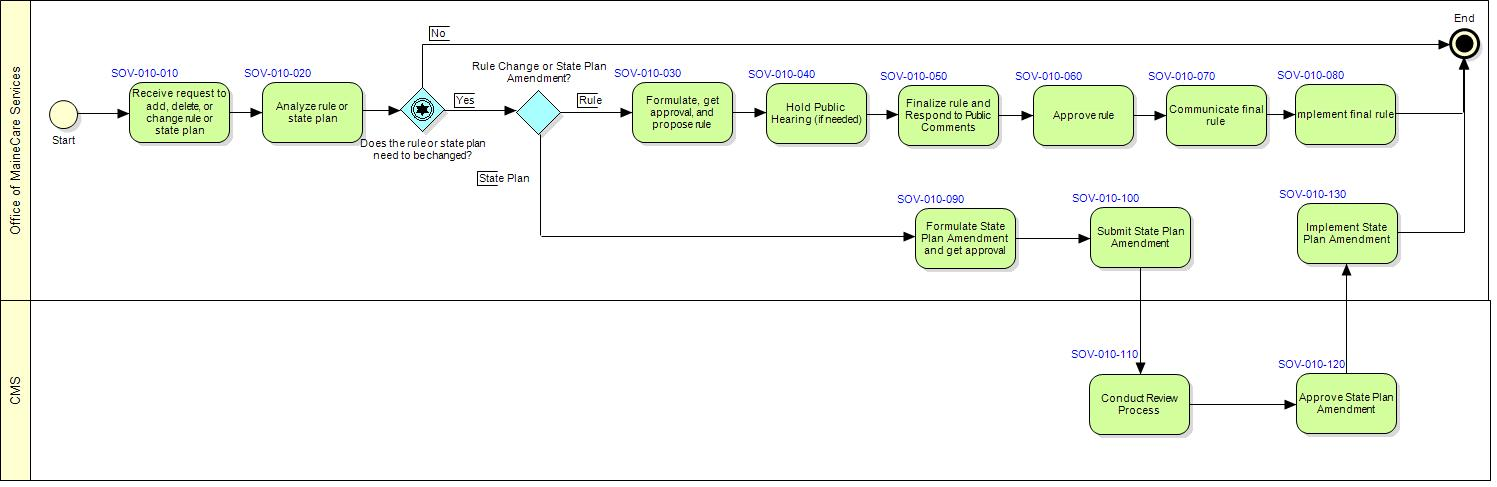 Office of MaineCare Services
Start
SOV-010-010
Receive request to
add, delete, or
change rule or
state plan
SOV-010-020
Analyze rule or
state plan
Does the rule or state plan
need to be changed?
No
Yes
Rule Change or State Plan
Amendment?
Rule
State Plan
SOV-010-030
Formulate, get
approval, and
propose rule
SOV-010-040
Hold Public
Hearing (if needed)
SOV-010-050
Finalize rule and
Respond to Public
Comments
SOV-010-060
Approve rule
SOV-010-070
Communicate final
rule
SOV-010-080
mplement final rule
End
SOV-010-090
Formulate State
Plan Amendment
and get approval
SOV-010-100
Submit State Plan
Amendment
SOV-010-130
Implement State
Plan Amendment
CMS
SOV-010-110
Conduct Review
Process
SOV-010-120
Approve State Plan
Amendment